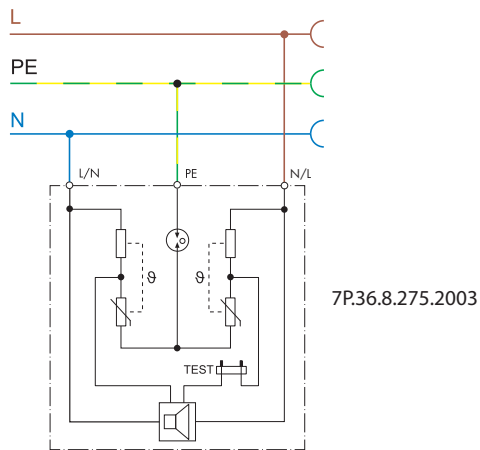 L
PE
N
L/N PE N/L
ϑ ϑ
7P.36.8.275.2003
TEST